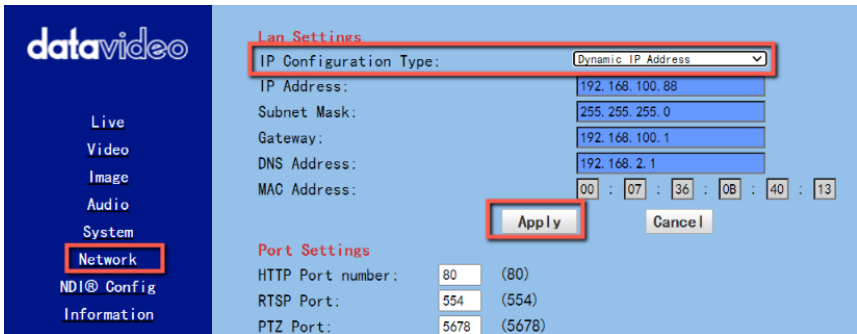 datavideo
Live
Video
Image
Audio
System
Network
NDI® Config
Information
Lan Settings
IP Configuration Type: Dynamic IP Address
IP Address: 192.168.100.88
Subnet Mask: 255.255.255.0
Gateway: 192.168.100.1
DNS Address: 192.168.2.1
MAC Address: 00 : 07 : 36 : 0B : 40 : 13
Apply Cancel
Port Settings
HTTP Port number: 80 (80)
RTSP Port: 554 (554)
PTZ Port: 5678 (5678)